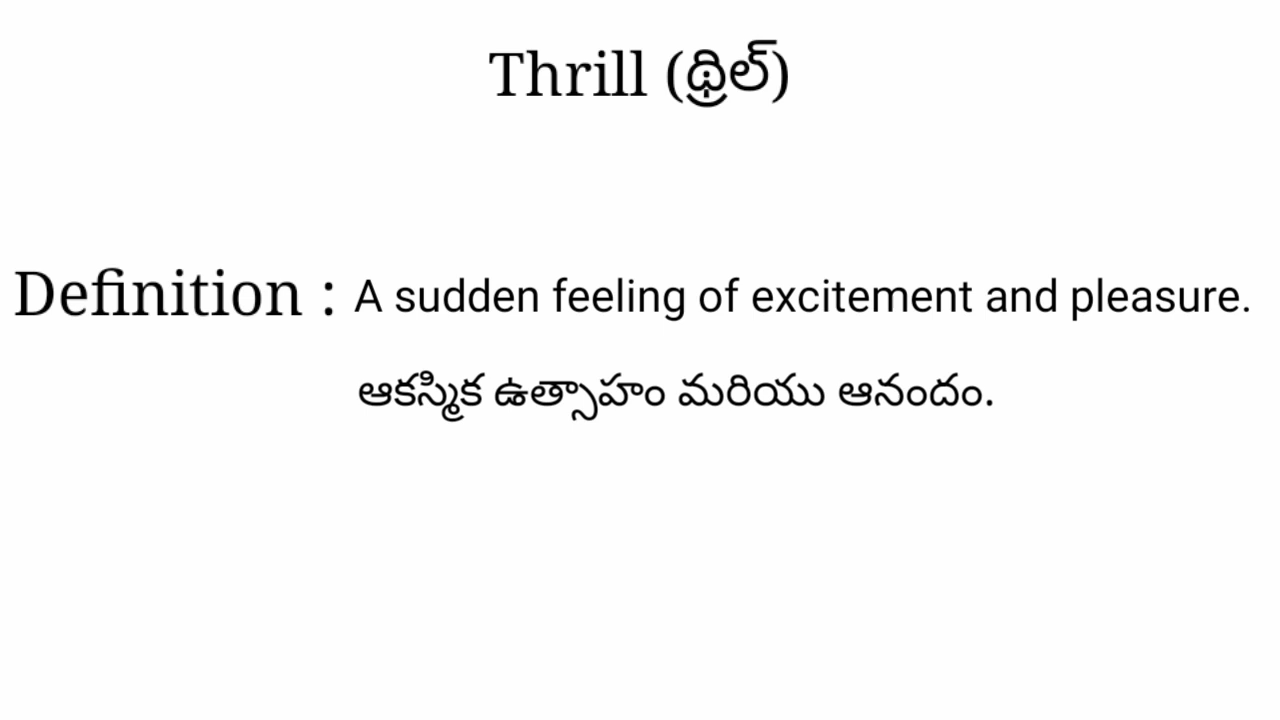 Thrill (థ్రిల్)
Definition : A sudden feeling of excitement and pleasure.
ఆకస్మిక ఉత్సాహం మరియు ఆనందం.